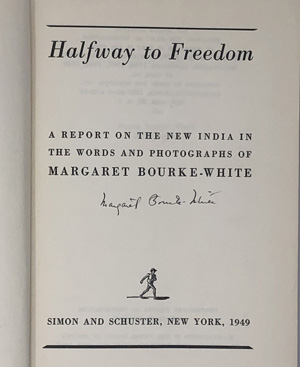 Halfway to Freedom
A REPORT ON THE NEW INDIA IN
THE WORDS AND PHOTOGRAPHS OF
MARGARET BOURKE-WHITE
Margaret Bourke-White
SIMON AND SCHUSTER, NEW YORK, 1949